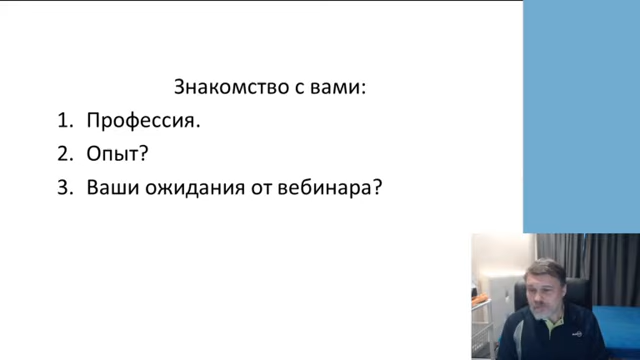 Знакомство с вами:
1. Профессия.
2. Опыт?
3. Ваши ожидания от вебинара?